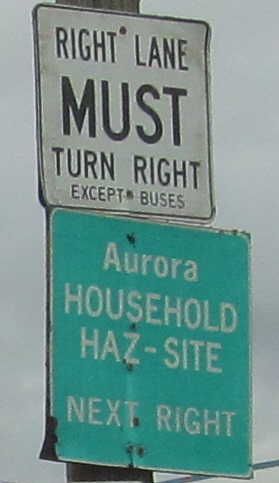 RIGHT LANE
MUST
TURN RIGHT
EXCEPT BUSES
Aurora
HOUSEHOLD
HAZ-SITE
NEXT RIGHT